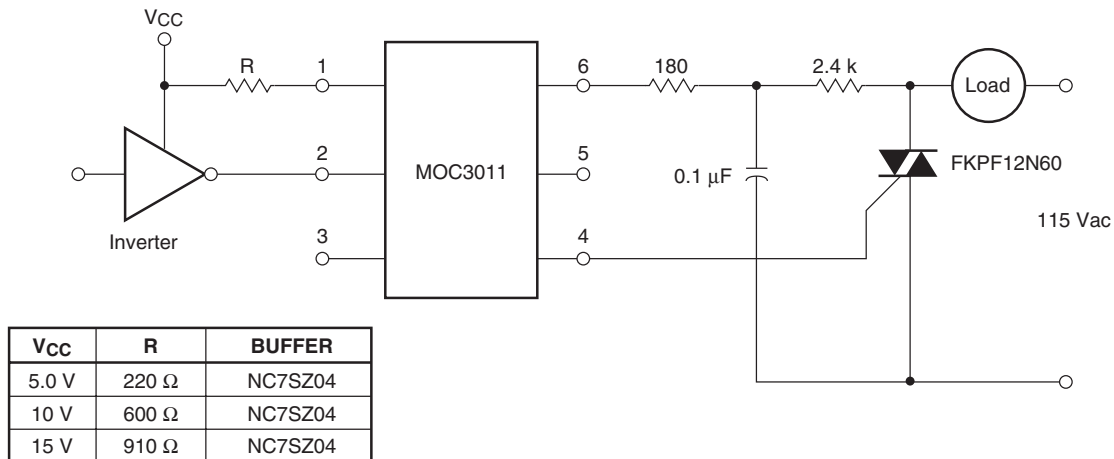 VCC
R
1
6
180
2.4 k
Load
2
MOC3011
5
0.1 μF
FKPF12N60
115 Vac
Inverter
3
4
VCC R BUFFER
5.0 V 220 Ω NC7SZ04
10 V 600 Ω NC7SZ04
15 V 910 Ω NC7SZ04